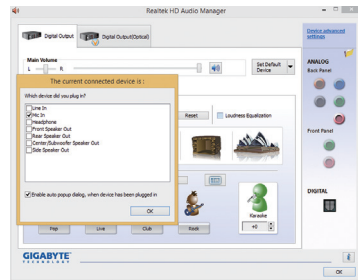 Realtek HD Audio Manager
Digital Output
Digital Output(Optical)
Device advanced
settings
Main Volume
L
R
Set Default
Device
ANALOG
Back Panel
The current connected device is :
Which device did you plug in?
Line In
Mic In
Headphone
Front Speaker Out
Rear Speaker Out
Center/Subwoofer Speaker Out
Side Speaker Out
Enable auto popup dialog, when device has been plugged in
OK
Reset
Loudness Equalization
Front Panel
DIGITAL
Karaoke
+0
Pop
Live
Club
Rock
GIGABYTE
TECHNOLOGY
i
OK